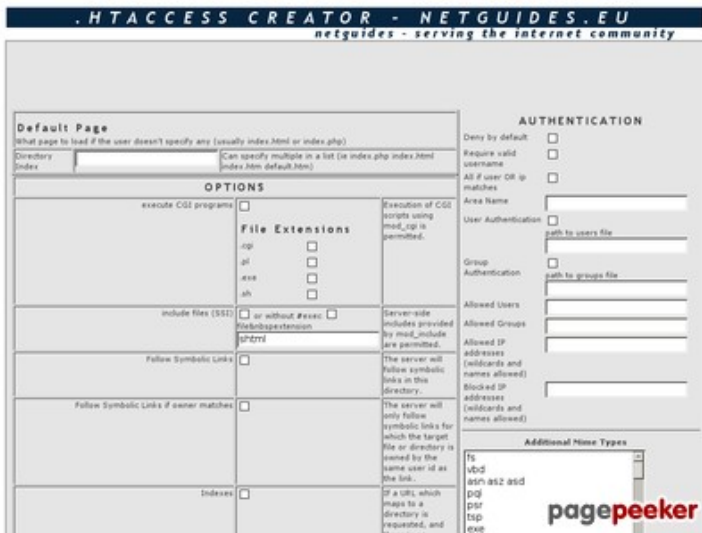 .HTACCESS CREATOR - NETGUIDES.EU
netguides - serving the internet community
Default Page
What page to load if the user doesn't specify any (usually index.html or index.php)
Directory
Index
Can specify multiple in a list (ie index.php index.html
index.htm default.htm)
OPTIONS
execute CGI programs
Execution of CGI
scripts using
mod_cgi is
permitted.
File Extensions
.cgi
.pl
.exe
.sh
include files (SSI)
or without #exec
filenbspextension
shtml
Server-side
includes provided
by mod_include
are permitted.
Follow Symbolic Links
The server will
follow symbolic
links in this
directory.
Follow Symbolic Links if owner matches
The server will
only follow
symbolic links for
which the target
file or directory is
owned by the
same user id as
the link.
Indexes
If a URL which
maps to a
directory is
requested, and
AUTHENTICATION
Deny by default
Require valid
username
All if user OR ip
matches
Area Name
User Authentication
path to users file
Group
Authentication
path to groups file
Allowed Users
Allowed Groups
Allowed IP
addresses
(wildcards and
names allowed)
Blocked IP
addresses
(wildcards and
names allowed)
Additional Mime Types
fs
vbd
asn asz asd
pql
psr
tsp
exe
pagepeeker